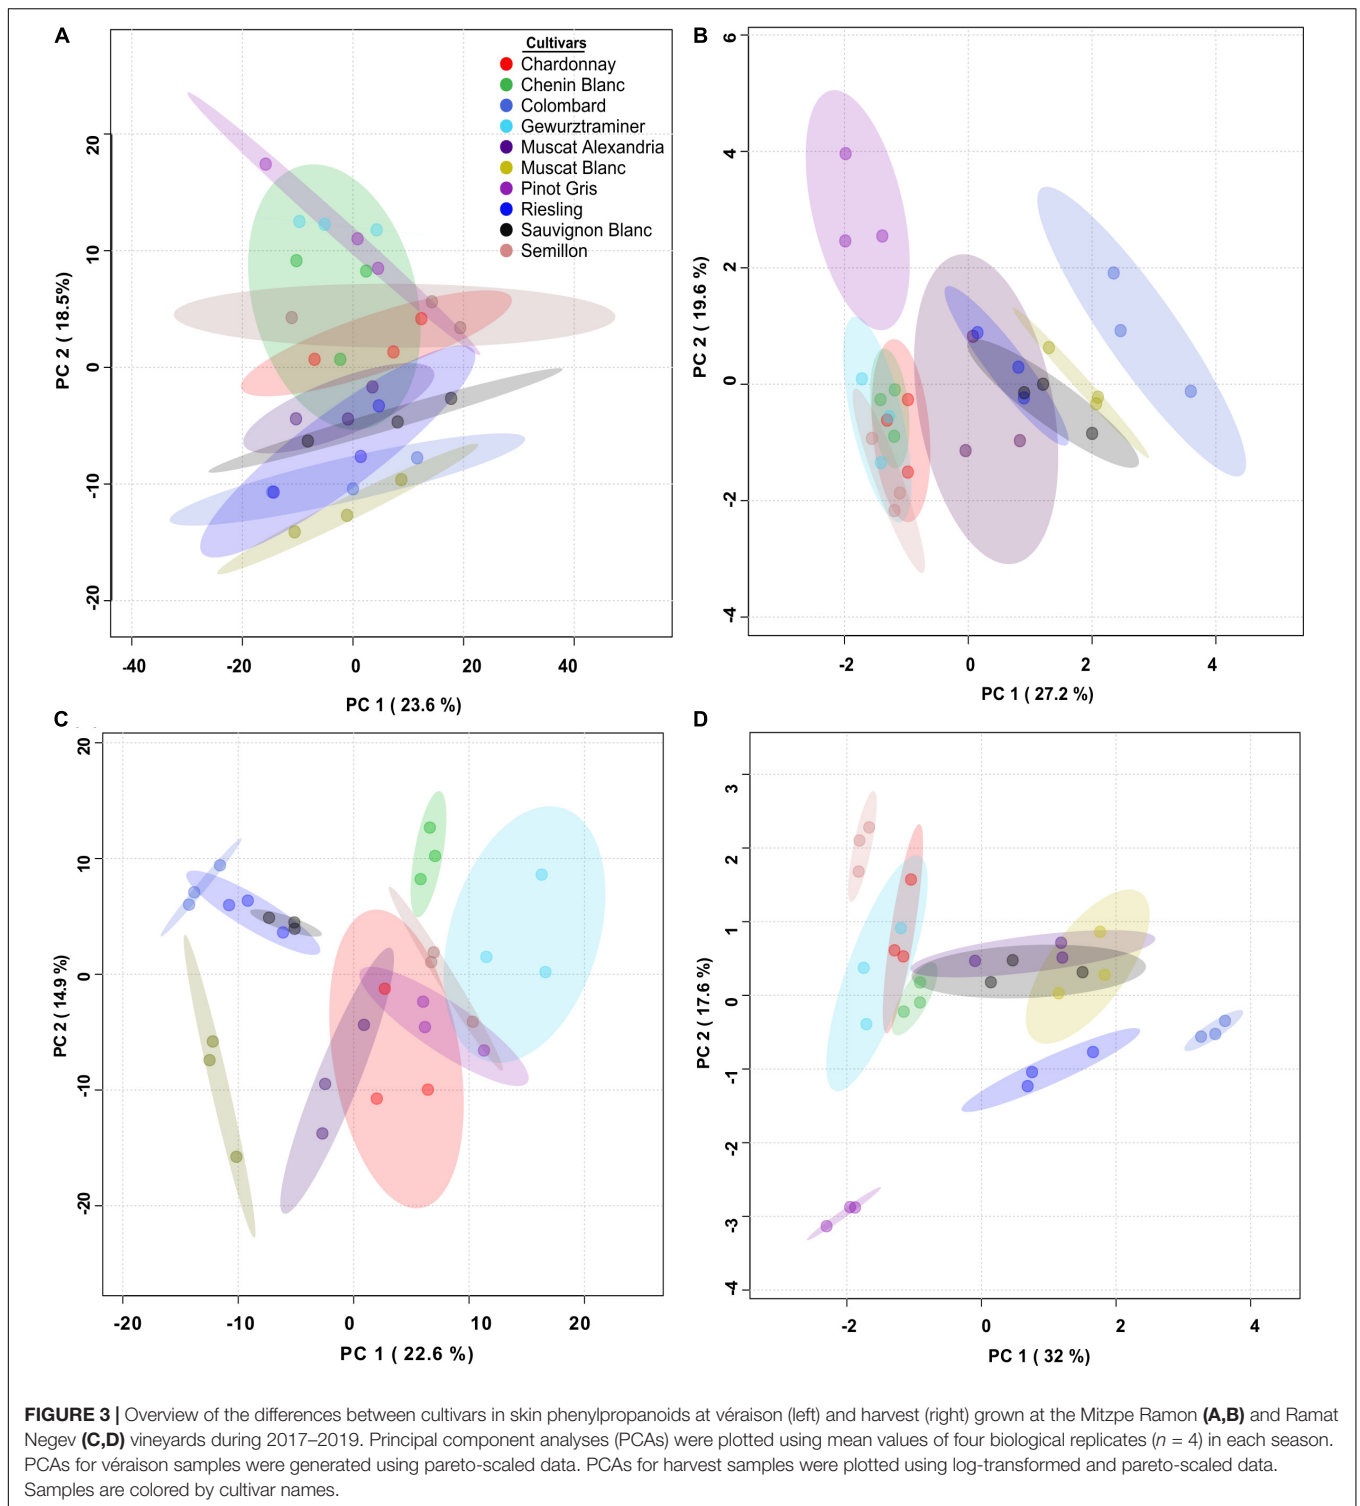 A
Cultivars
Chardonnay
Chenin Blanc
Colombard
Gewurztraminer
Muscat Alexandria
Muscat Blanc
Pinot Gris
Riesling
Sauvignon Blanc
Semillon
20
10
0
-10
-20
PC 2 ( 18.5%)
-40 -20 0 20 40
PC 1 ( 23.6 %)
B
6
4
2
0
-2
-4
PC 2 ( 19.6 %)
-2 0 2 4
PC 1 ( 27.2 %)
C
20
10
0
-10
-20
PC 2 ( 14.9 %)
-20 -10 0 10 20
PC 1 ( 22.6 %)
D
3
2
1
0
-1
-2
-3
-4
PC 2 ( 17.6 %)
-2 0 2 4
PC 1 ( 32 %)
FIGURE 3 | Overview of the differences between cultivars in skin phenylpropanoids at véraison (left) and harvest (right) grown at the Mitzpe Ramon (A,B) and Ramat
Negev (C,D) vineyards during 2017–2019. Principal component analyses (PCAs) were plotted using mean values of four biological replicates (n = 4) in each season.
PCAs for véraison samples were generated using pareto-scaled data. PCAs for harvest samples were plotted using log-transformed and pareto-scaled data.
Samples are colored by cultivar names.